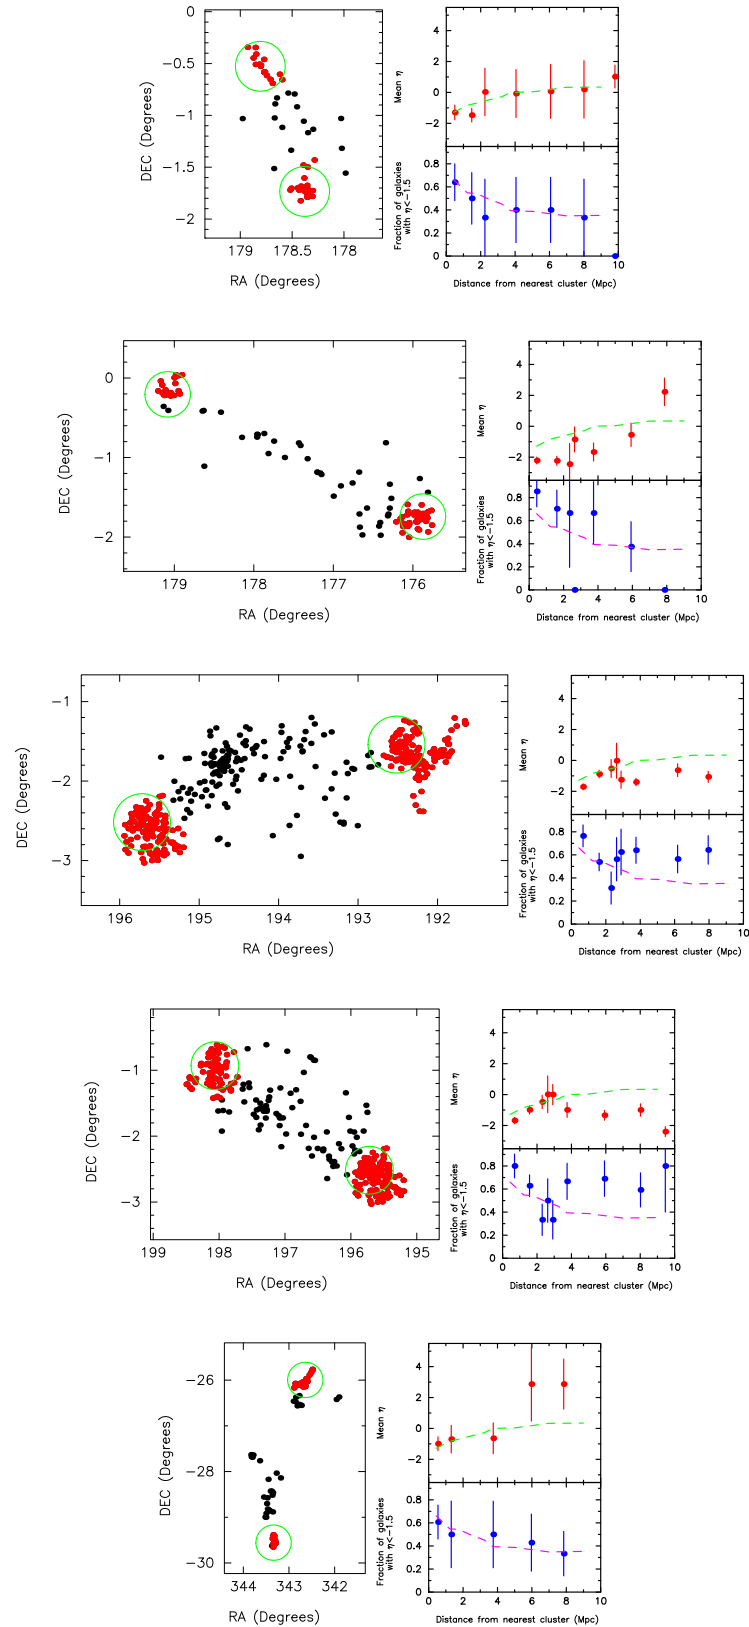 0
−0.5
−1
−1.5
−2
DEC (Degrees)
179 178.5 178
RA (Degrees)
4
2
0
−2
Mean η
0.8
0.6
0.4
0.2
0
Fraction of galaxies
with η<−1.5
0 2 4 6 8 10
Distance from nearest cluster (Mpc)
0
−1
−2
DEC (Degrees)
179 178 177 176
RA (Degrees)
4
2
0
−2
Mean η
0.8
0.6
0.4
0.2
0
Fraction of galaxies
with η<−1.5
0 2 4 6 8 10
Distance from nearest cluster (Mpc)
−1
−2
−3
DEC (Degrees)
196 195 194 193 192
RA (Degrees)
4
2
0
−2
Mean η
0.8
0.6
0.4
0.2
0
Fraction of galaxies
with η<−1.5
0 2 4 6 8 10
Distance from nearest cluster (Mpc)
−1
−2
−3
DEC (Degrees)
199 198 197 196 195
RA (Degrees)
4
2
0
−2
Mean η
0.8
0.6
0.4
0.2
0
Fraction of galaxies
with η<−1.5
0 2 4 6 8 10
Distance from nearest cluster (Mpc)
−26
−28
−30
DEC (Degrees)
344 343 342
RA (Degrees)
4
2
0
−2
Mean η
0.8
0.6
0.4
0.2
0
Fraction of galaxies
with η<−1.5
0 2 4 6 8 10
Distance from nearest cluster (Mpc)